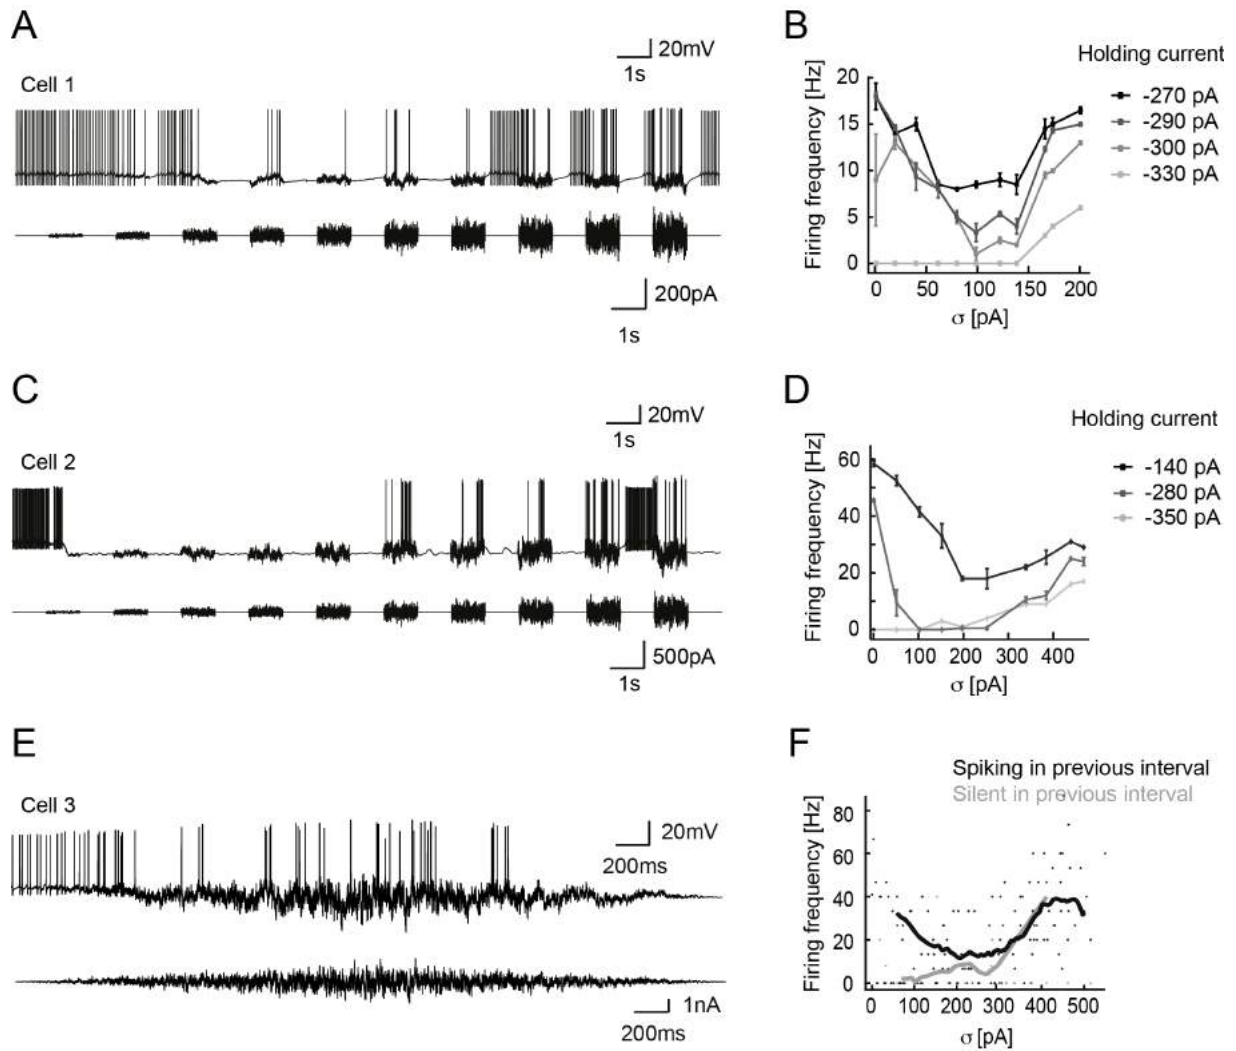 A
20mV
1s
Cell 1
200pA
1s
B
Holding current
Firing frequency [Hz]
20
15
10
5
0
-270 pA
-290 pA
-300 pA
-330 pA
0 50 100 150 200
σ [pA]
C
20mV
1s
Cell 2
500pA
1s
D
Holding current
Firing frequency [Hz]
60
40
20
0
-140 pA
-280 pA
-350 pA
0 100 200 300 400
σ [pA]
E
Cell 3
20mV
200ms
1nA
200ms
F
Spiking in previous interval
Silent in previous interval
Firing frequency [Hz]
80
60
40
20
0
0 100 200 300 400 500
σ [pA]